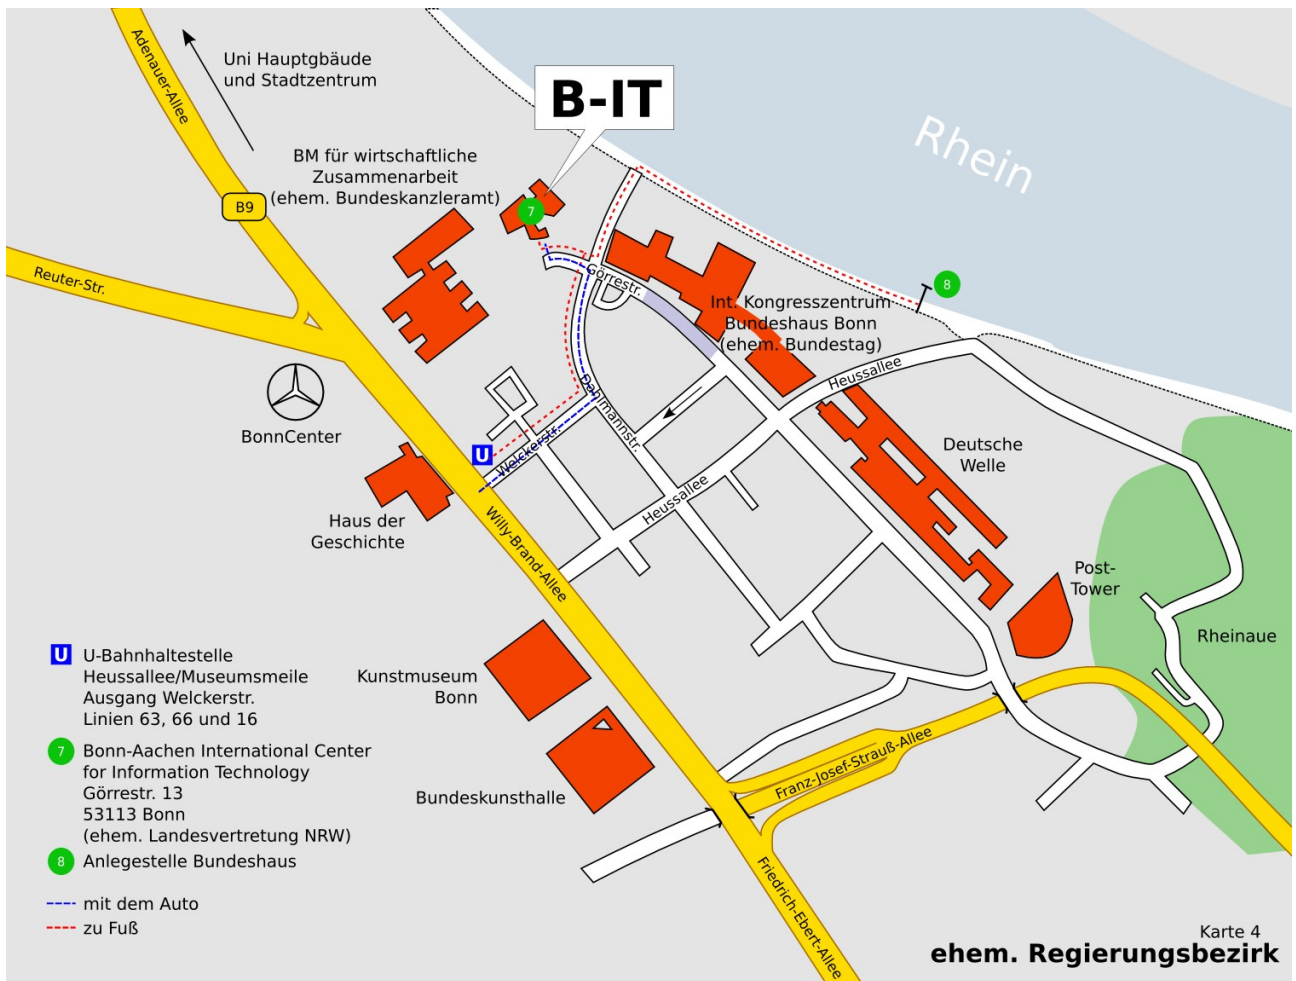 Adenauer-Allee
Uni Hauptgbäude
und Stadtzentrum
B-IT
Rhein
BM für wirtschaftliche
Zusammenarbeit
(ehem. Bundeskanzleramt)
B9
7
Reuter-Str.
Görrestr.
8
Int. Kongresszentrum
Bundeshaus Bonn
(ehem. Bundestag)
Heussallee
BonnCenter
Dahlmannstr.
Welckerstr.
U
Deutsche
Welle
Heussallee
Haus der
Geschichte
Willy-Brand-Allee
Post-
Tower
Rheinaue
Kunstmuseum
Bonn
Franz-Josef-Strauß-Allee
Bundeskunsthalle
Friedrich-Ebert-Allee
U U-Bahnhaltestelle
Heussallee/Museumsmeile
Ausgang Welckerstr.
Linien 63, 66 und 16
7 Bonn-Aachen International Center
for Information Technology
Görrestr. 13
53113 Bonn
(ehem. Landesvertretung NRW)
8 Anlegestelle Bundeshaus
mit dem Auto
zu Fuß
Karte 4
ehem. Regierungsbezirk